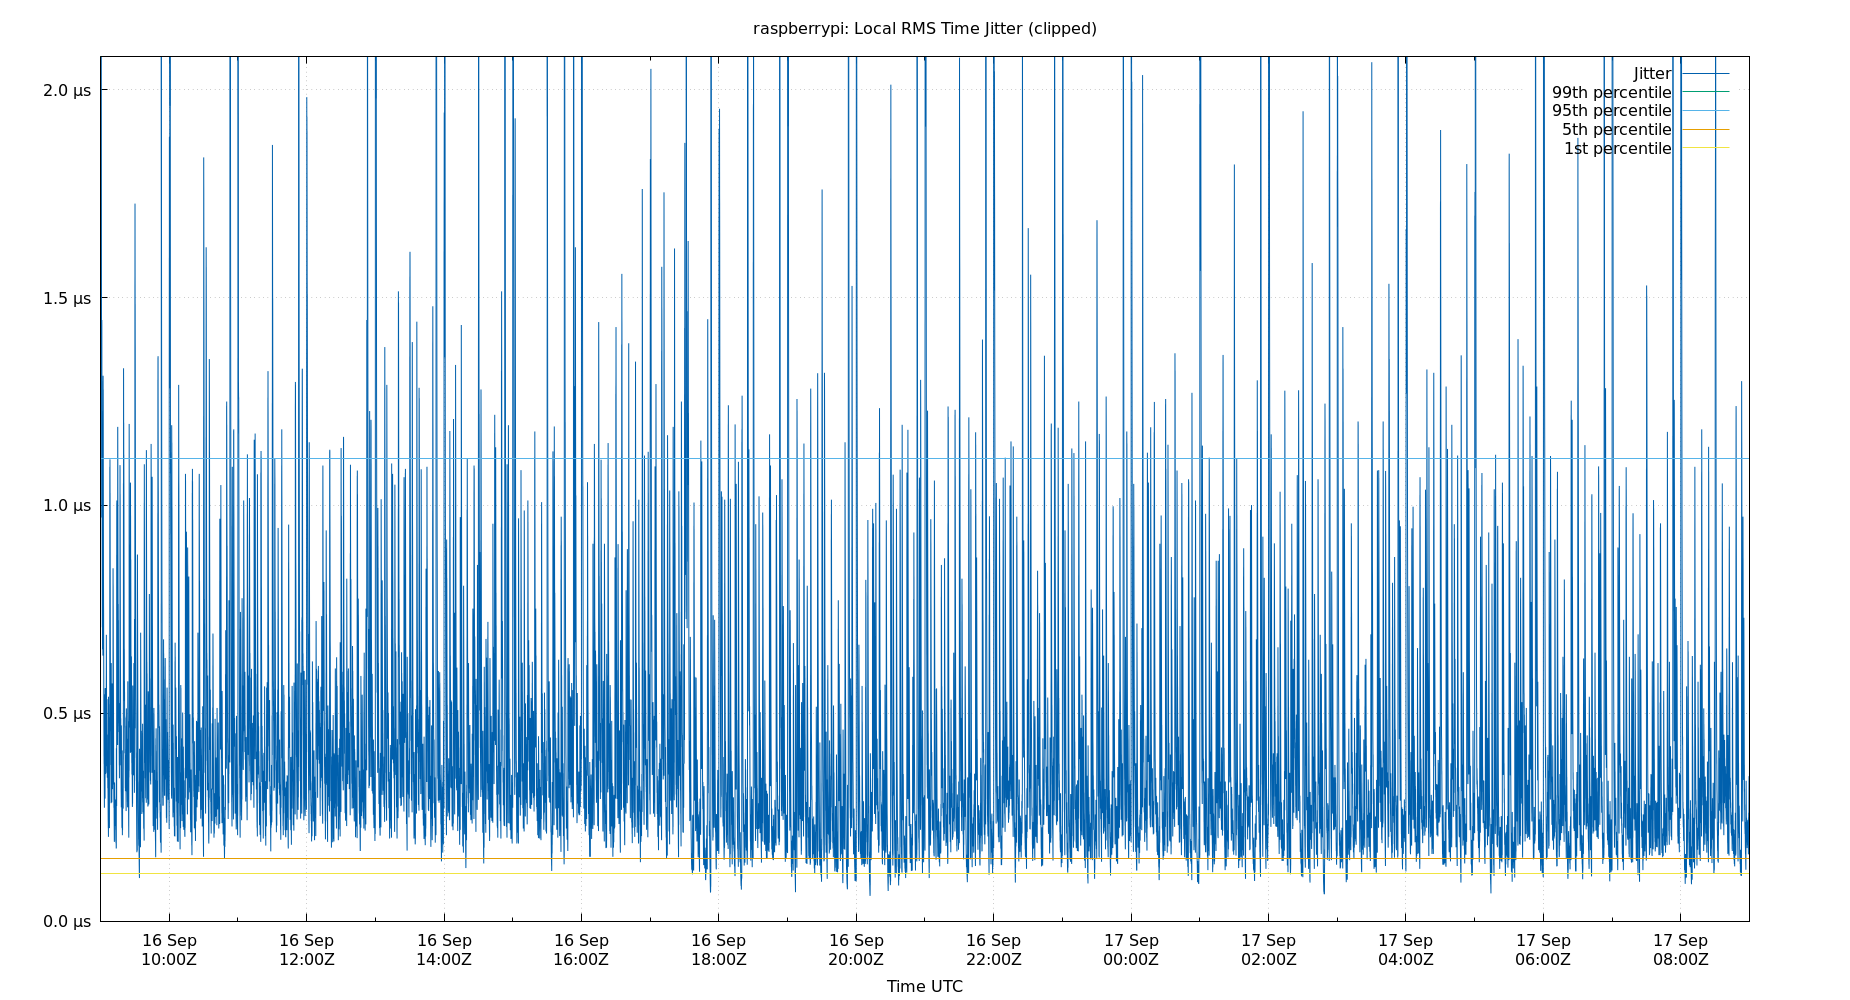 raspberrypi: Local RMS Time Jitter (clipped)
2.0 µs
1.5 µs
1.0 µs
0.5 µs
0.0 µs
Jitter
99th percentile
95th percentile
5th percentile
1st percentile
16 Sep 16 Sep 16 Sep 16 Sep 16 Sep 16 Sep 16 Sep 17 Sep 17 Sep 17 Sep 17 Sep 17 Sep
10:00Z 12:00Z 14:00Z 16:00Z 18:00Z 20:00Z 22:00Z 00:00Z 02:00Z 04:00Z 06:00Z 08:00Z
Time UTC